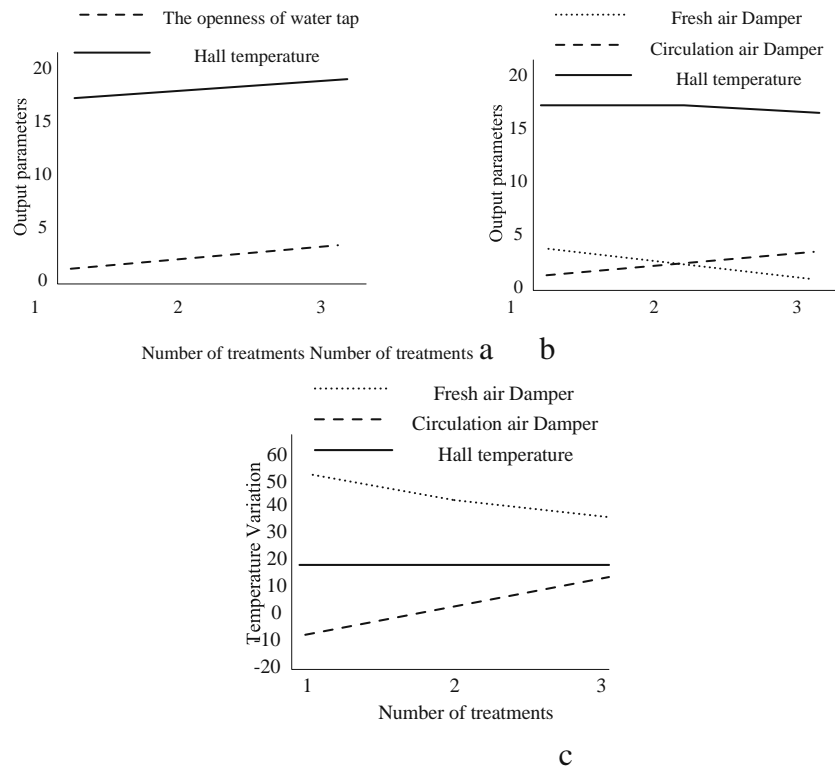 The openness of water tap
Hall temperature
20
15
10
5
0
Output parameters
1 2 3
Fresh air Damper
Circulation air Damper
Hall temperature
20
15
10
5
0
Output parameters
1 2 3
Number of treatments Number of treatments a b
Fresh air Damper
Circulation air Damper
Hall temperature
60
50
40
30
20
10
0
-10
-20
Temperature Variation
1 2 3
Number of treatments
c